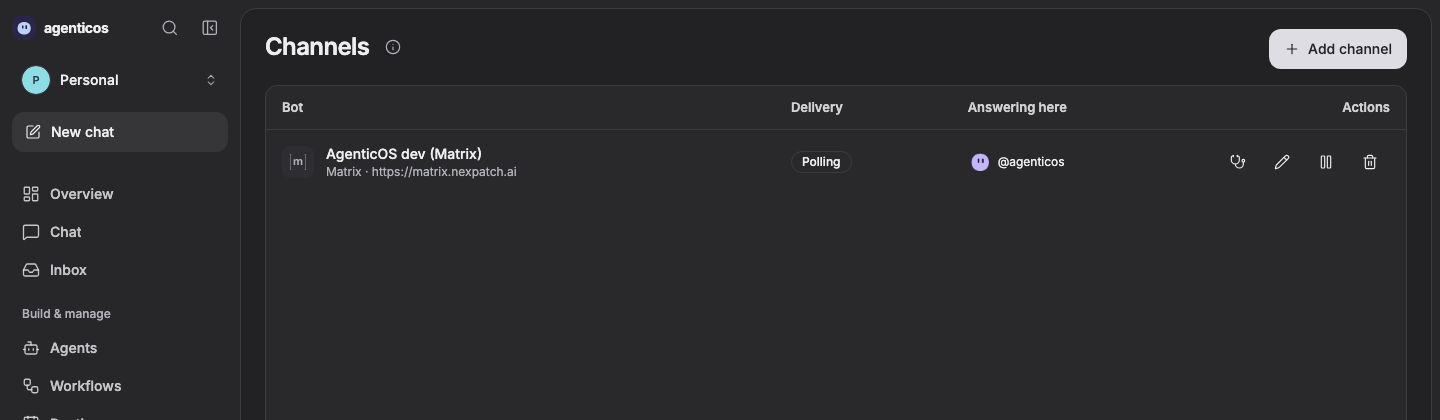 agenticos
P
Personal
New chat
Overview
Chat
Inbox
Build & manage
Agents
Workflows
Channels
Add channel
Bot
Delivery
Answering here
Actions
[m]
AgenticOS dev (Matrix)
Matrix · https://matrix.nexpatch.ai
Polling
@agenticos